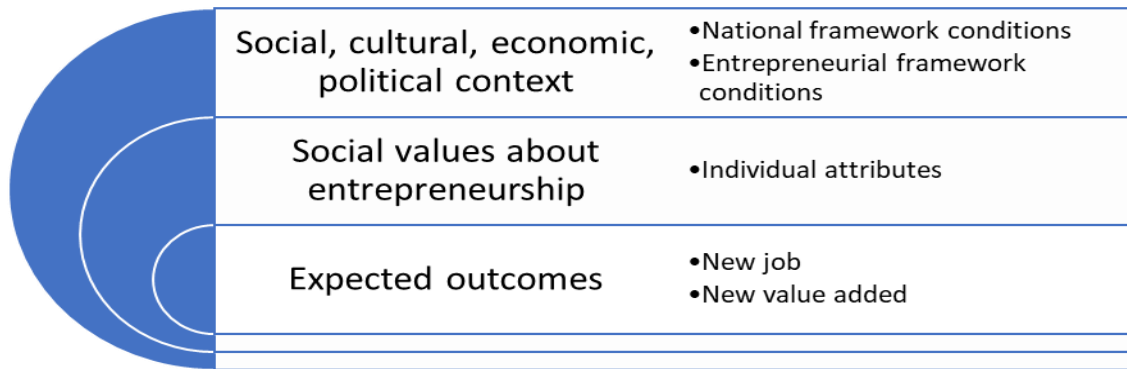 Social, cultural, economic,
political context
•National framework conditions
•Entrepreneurial framework
conditions
Social values about
entrepreneurship
•Individual attributes
Expected outcomes
•New job
•New value added